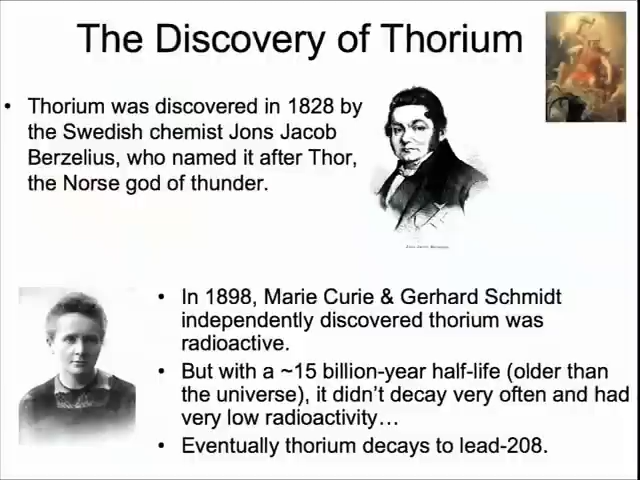 The Discovery of Thorium
• Thorium was discovered in 1828 by
the Swedish chemist Jons Jacob
Berzelius, who named it after Thor,
the Norse god of thunder.
• In 1898, Marie Curie & Gerhard Schmidt
independently discovered thorium was
radioactive.
• But with a ~15 billion-year half-life (older than
the universe), it didn't decay very often and had
very low radioactivity…
• Eventually thorium decays to lead-208.